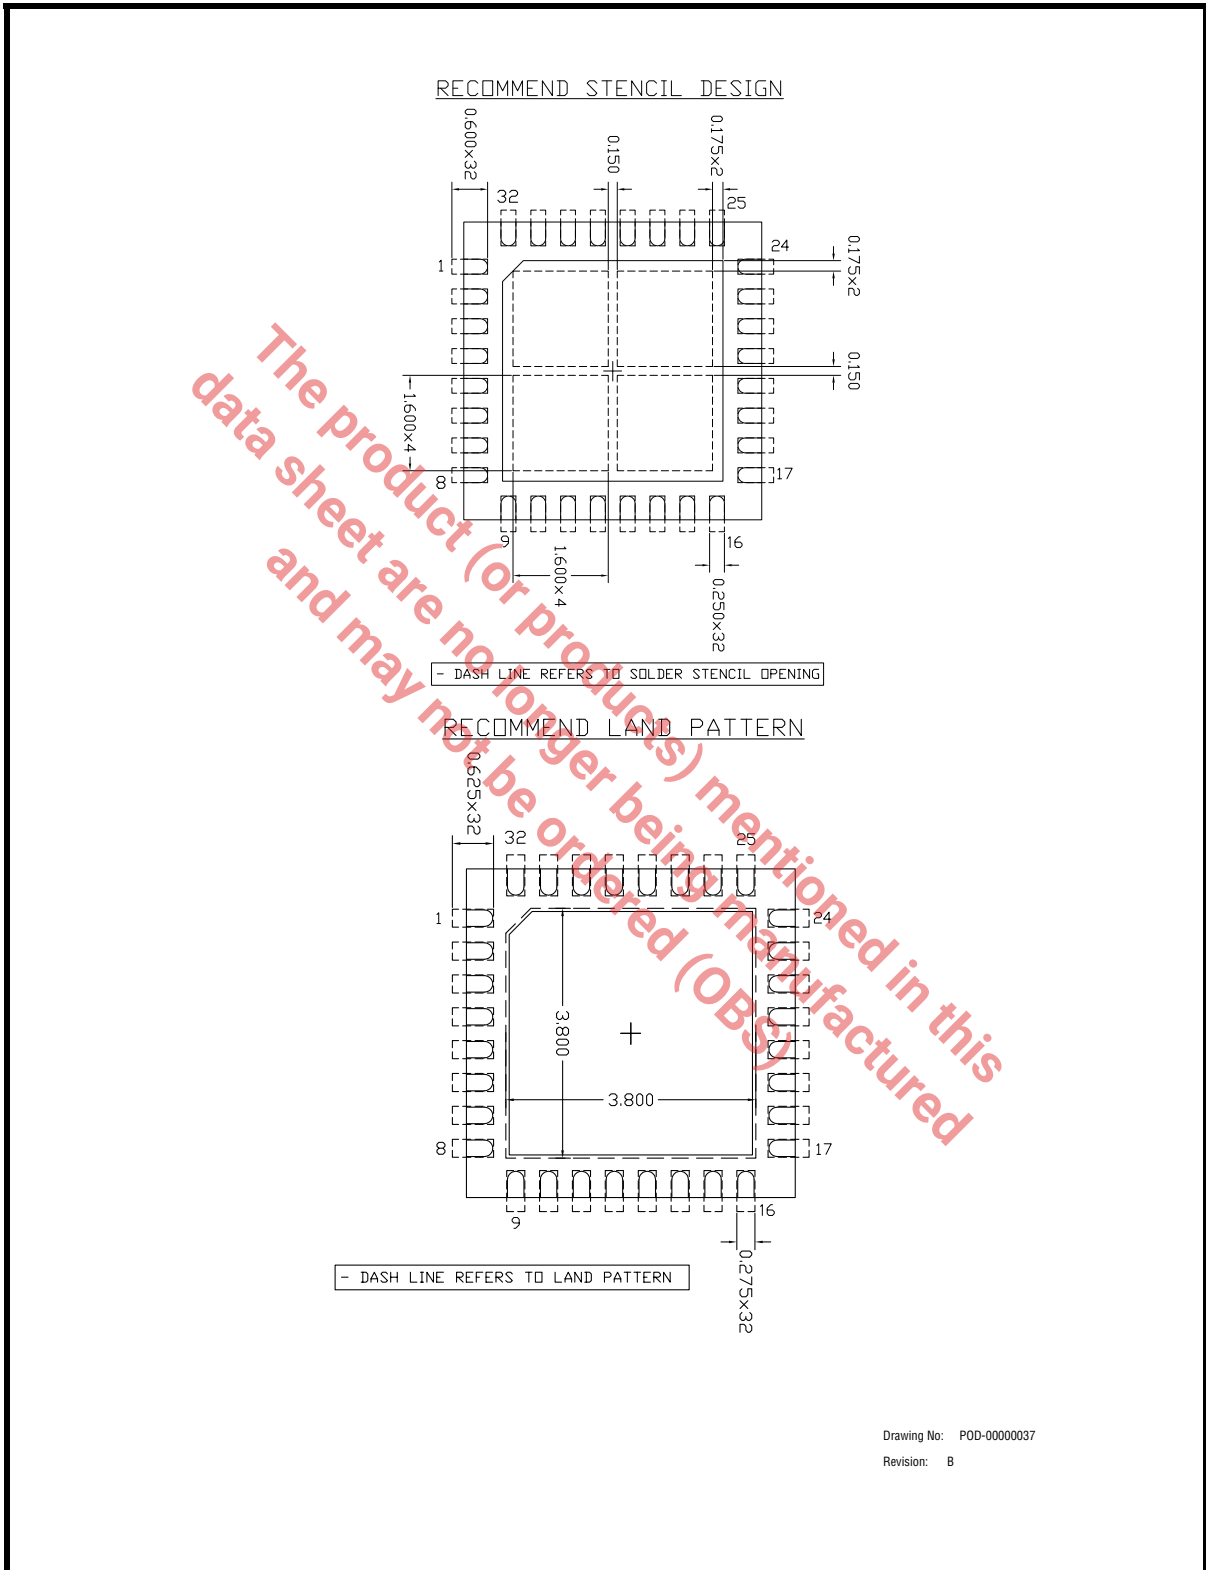 RECOMMEND STENCIL DESIGN
0.600x32
0.150
0.175x2
32
25
24
1
0.175x2
0.150
1.600x4
8
17
9
16
1.600x4
0.250x32
- DASH LINE REFERS TO SOLDER STENCIL OPENING
RECOMMEND LAND PATTERN
0.625x32
32
25
1
24
3.800
3.800
8
17
9
16
0.275x32
- DASH LINE REFERS TO LAND PATTERN
The product (or products) mentioned in this
data sheet are no longer being manufactured
and may not be ordered (OBS)
Drawing No: POD-00000037
Revision: B